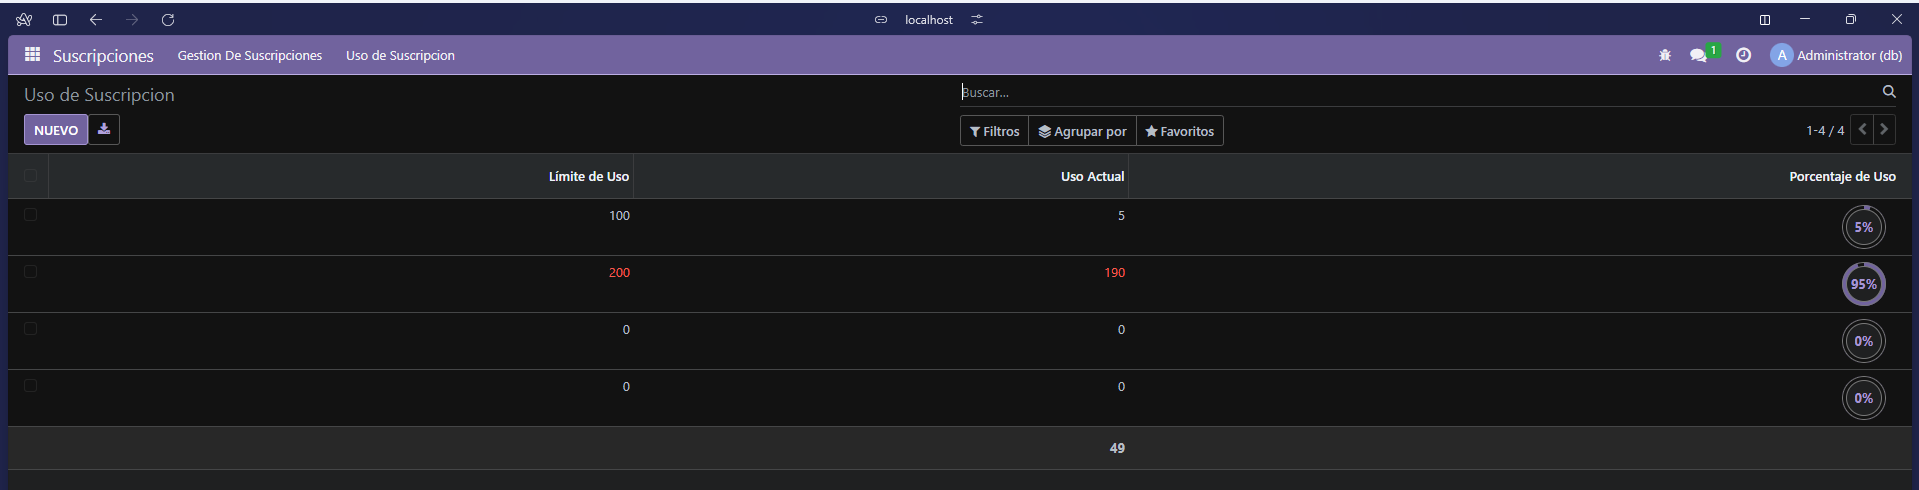 localhost
Suscripciones Gestion De Suscripciones Uso de Suscripcion 1 A Administrator (db)
Uso de Suscripcion Buscar...
NUEVO Filtros Agrupar por Favoritos 1-4 / 4
Límite de Uso Uso Actual Porcentaje de Uso
100 5 5%
200 190 95%
0 0 0%
0 0 0%
49